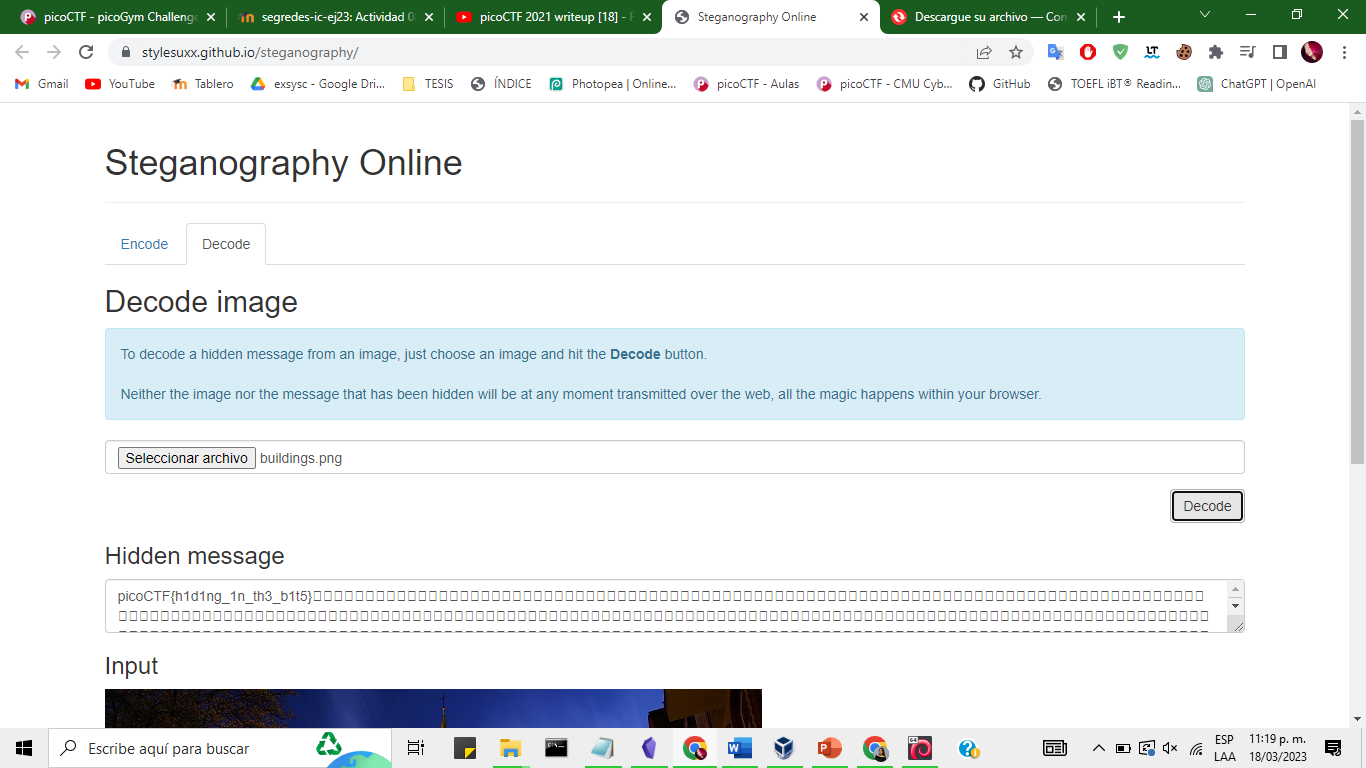 picoCTF - picoGym Challenge
segredes-ic-ej23: Actividad 0
picoCTF 2021 writeup [18] - F
Steganography Online
Descargue su archivo — Con
stylesuxx.github.io/steganography/
Gmail
YouTube
Tablero
exsysc - Google Dri...
TESIS
ÍNDICE
Photopea | Online...
picoCTF - Aulas
picoCTF - CMU Cyb...
GitHub
TOEFL iBT® Readin...
ChatGPT | OpenAI
Steganography Online
Encode
Decode
Decode image
To decode a hidden message from an image, just choose an image and hit the Decode button.
Neither the image nor the message that has been hidden will be at any moment transmitted over the web, all the magic happens within your browser.
Seleccionar archivo buildings.png
Decode
Hidden message
picoCTF{h1d1ng_1n_th3_b1t5}
Input
Escribe aquí para buscar
ESP
LAA
11:19 p. m.
18/03/2023